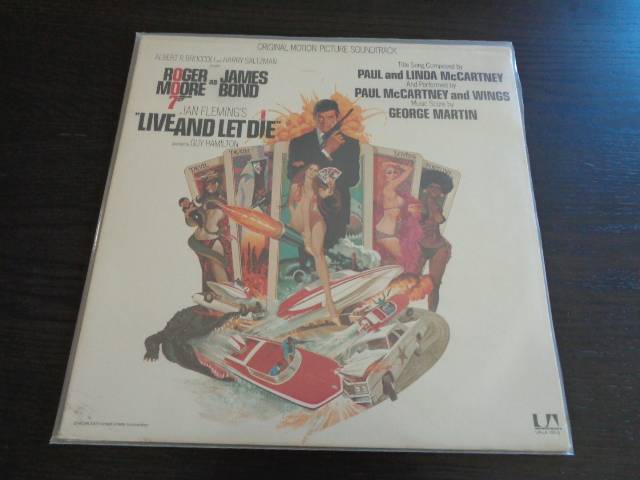 ORIGINAL MOTION PICTURE SOUNDTRACK
ALBERT R. BROCCOLI and HARRY SALTZMAN
ROGER MOORE as JAMES BOND
007
IAN FLEMING'S
"LIVE AND LET DIE"
GUY HAMILTON
Title Song Composed by
PAUL and LINDA McCARTNEY
And Performed by
PAUL McCARTNEY and WINGS
Music Score by
GEORGE MARTIN
UA